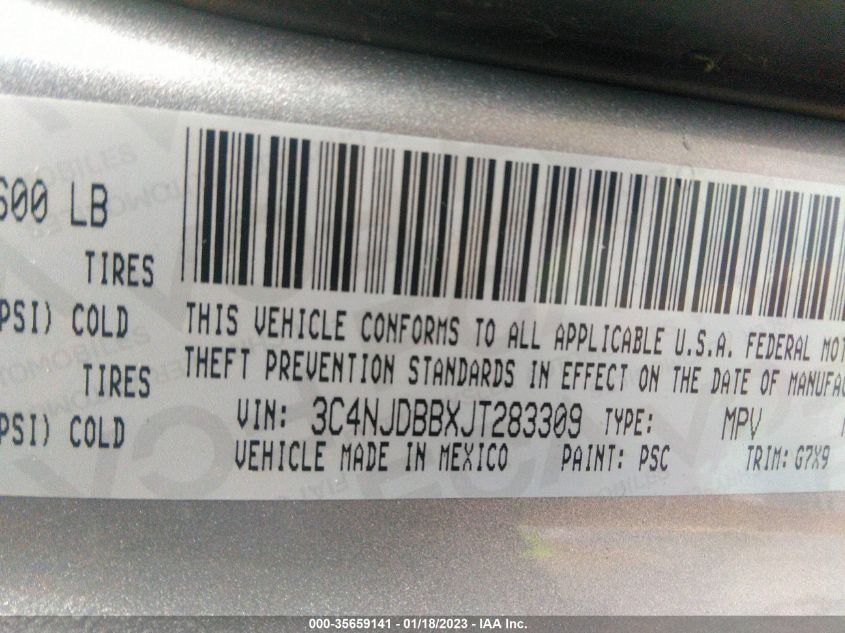 600 LB
TIRES
PSI) COLD
TIRES
PSI) COLD
THIS VEHICLE CONFORMS TO ALL APPLICABLE U.S.A. FEDERAL MOT
THEFT PREVENTION STANDARDS IN EFFECT ON THE DATE OF MANUFAC
VIN: 3C4NJDBBXJT283309 TYPE: MPV
VEHICLE MADE IN MEXICO PAINT: PSC TRIM: G7X9
000-35659141 - 01/18/2023 - IAA Inc.